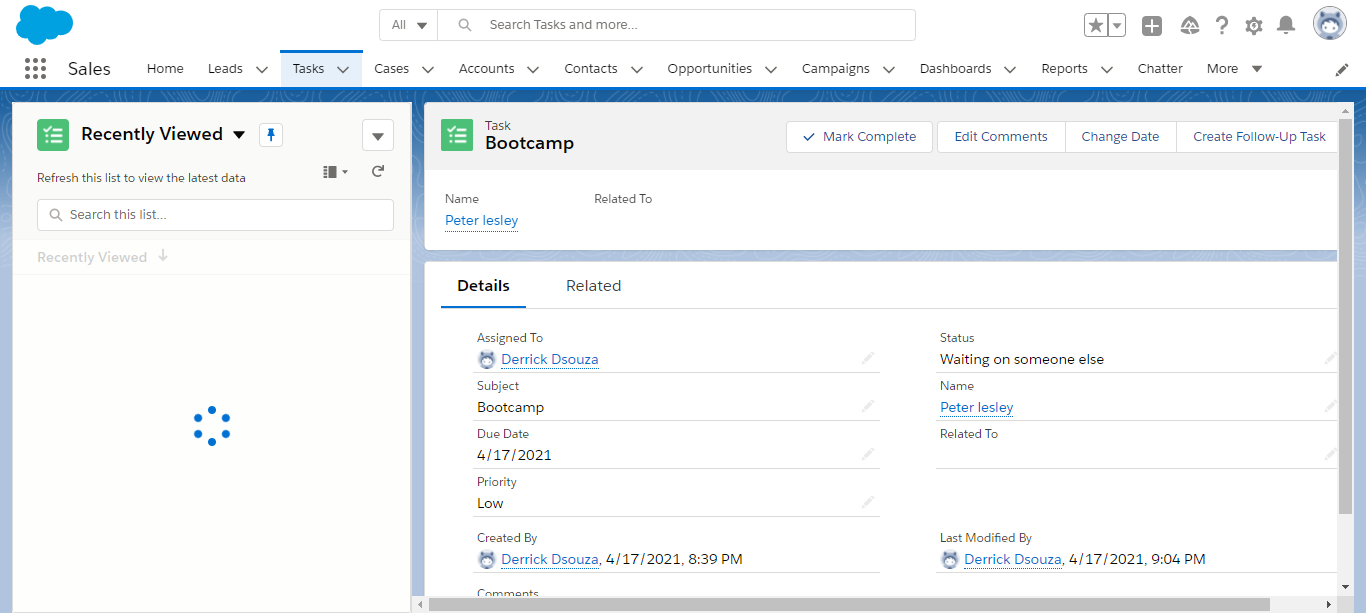 All Search Tasks and more...
Sales Home Leads Tasks Cases Accounts Contacts Opportunities Campaigns Dashboards Reports Chatter More
Recently Viewed
Refresh this list to view the latest data
Search this list...
Recently Viewed
Task
Bootcamp
Mark Complete Edit Comments Change Date Create Follow-Up Task
Name Related To
Peter lesley
Details Related
Assigned To Status
Derrick Dsouza Waiting on someone else
Subject Name
Bootcamp Peter lesley
Due Date Related To
4/17/2021
Priority
Low
Created By Last Modified By
Derrick Dsouza, 4/17/2021, 8:39 PM Derrick Dsouza, 4/17/2021, 9:04 PM
Comments